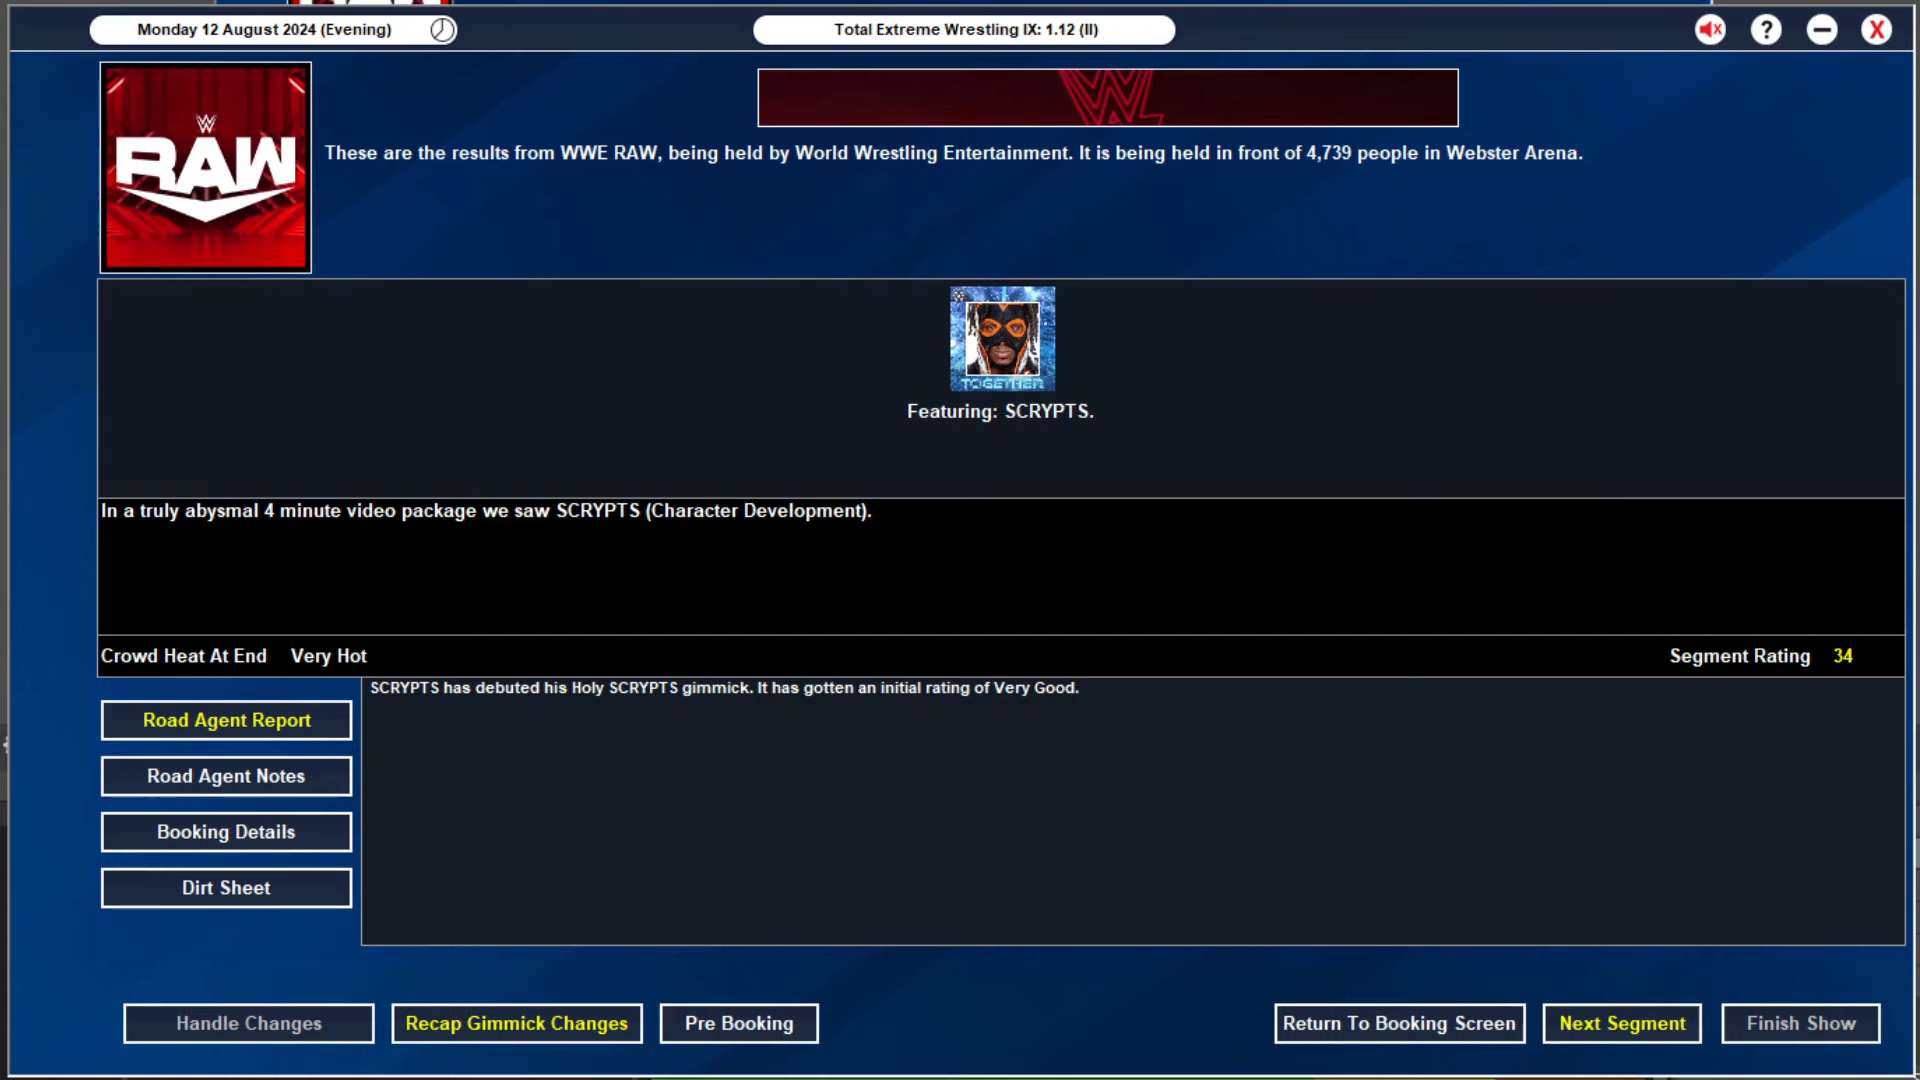 Monday 12 August 2024 (Evening)
Total Extreme Wrestling IX: 1.12 (II)
?
X
RAW
These are the results from WWE RAW, being held by World Wrestling Entertainment. It is being held in front of 4,739 people in Webster Arena.
TOGETHER
Featuring: SCRYPTS.
In a truly abysmal 4 minute video package we saw SCRYPTS (Character Development).
Crowd Heat At End Very Hot
Segment Rating 34
SCRYPTS has debuted his Holy SCRYPTS gimmick. It has gotten an initial rating of Very Good.
Road Agent Report
Road Agent Notes
Booking Details
Dirt Sheet
Handle Changes
Recap Gimmick Changes
Pre Booking
Return To Booking Screen
Next Segment
Finish Show